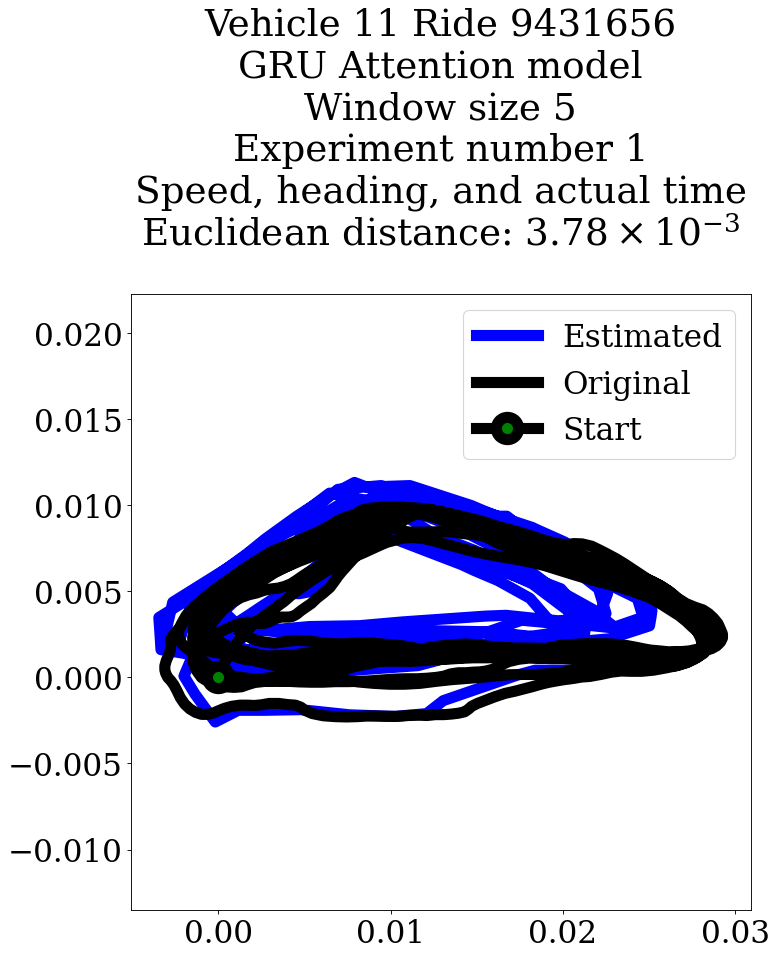 Vehicle 11 Ride 9431656
GRU Attention model
Window size 5
Experiment number 1
Speed, heading, and actual time
Euclidean distance: 3.78 × 10⁻³
Estimated
Original
Start
0.020
0.015
0.010
0.005
0.000
−0.005
−0.010
0.00 0.01 0.02 0.03